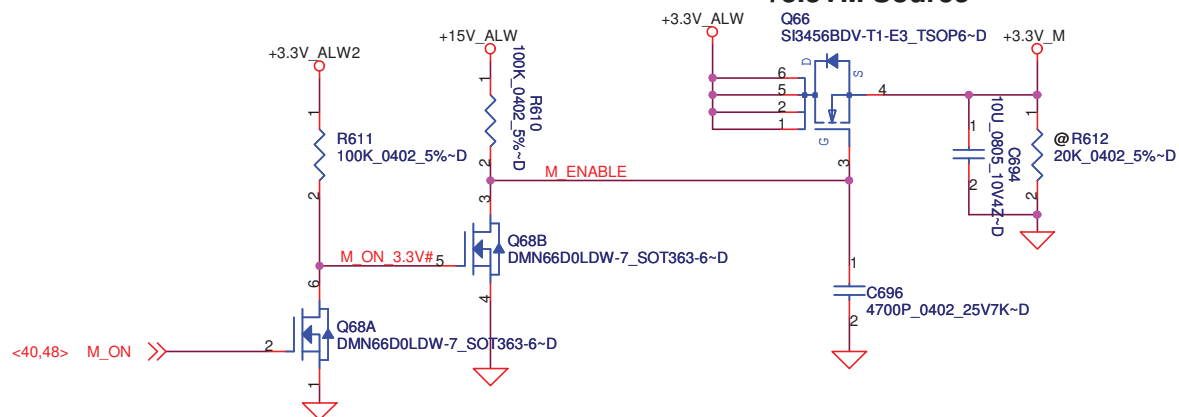 +3.3V_ALW
Q66
SI3456BDV-T1-E3_TSOP6~D
+3.3V_M
+15V_ALW
+3.3V_ALW2
D
S
G
6
5
2
1
4
3
1
R610
100K_0402_5%~D
2
1
R611
100K_0402_5%~D
2
M_ENABLE
1
C694
10U_0805_10V4Z~D
2
1
@R612
20K_0402_5%~D
2
3
Q68B
DMN66D0LDW-7_SOT363-6~D
M_ON_3.3V#
5
4
6
Q68A
DMN66D0LDW-7_SOT363-6~D
<40,48>
M_ON
2
1
1
C696
4700P_0402_25V7K~D
2